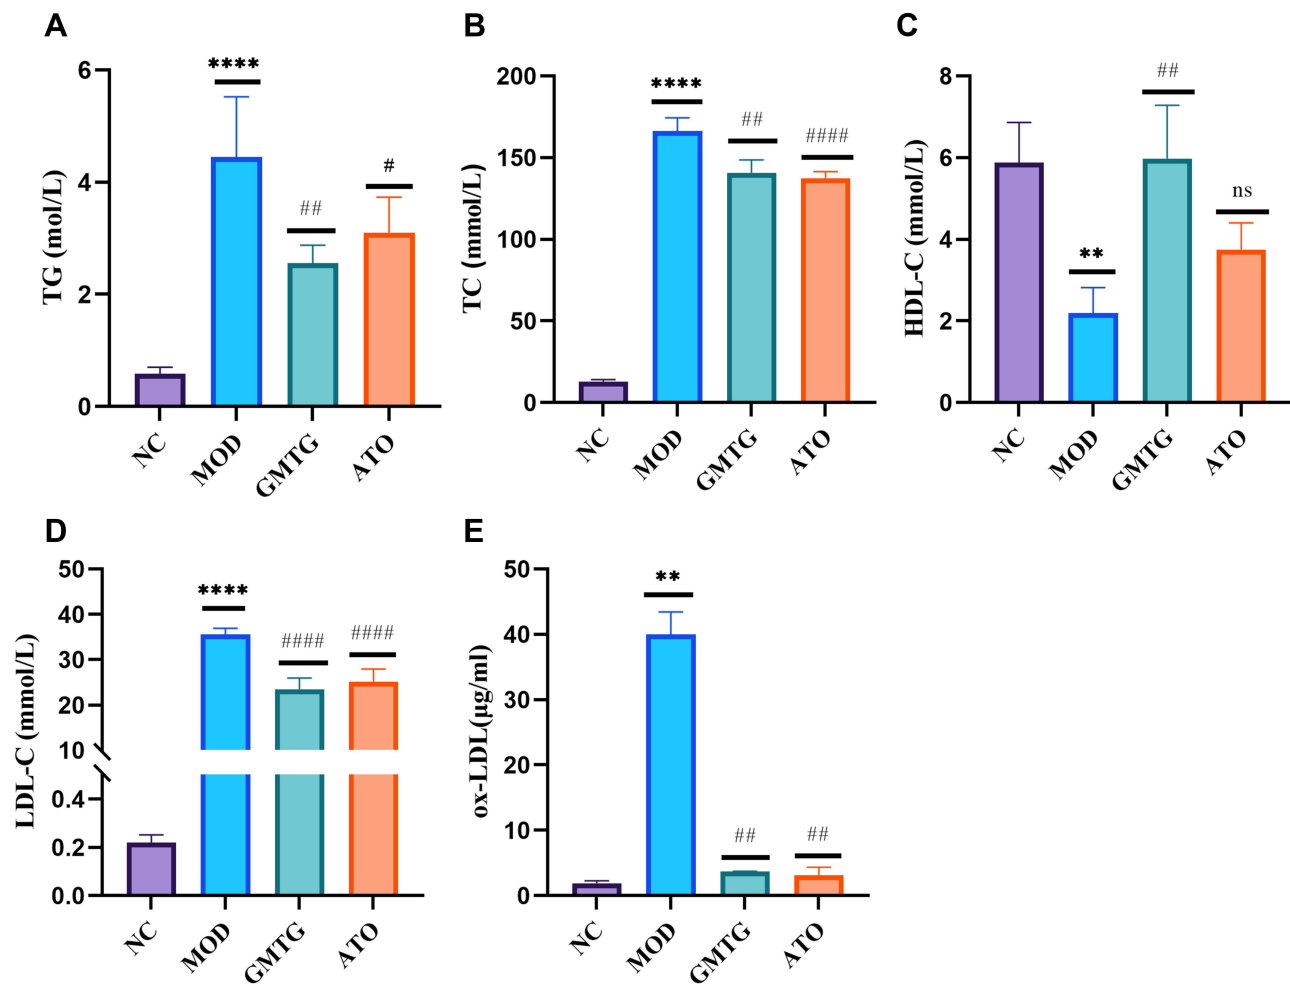 A
TG (mol/L)
6
4
2
0
****
##
#
NC
MOD
GMTG
ATO
B
TC (mmol/L)
200
150
100
50
0
****
##
####
NC
MOD
GMTG
ATO
C
HDL-C (mmol/L)
8
6
4
2
0
**
##
ns
NC
MOD
GMTG
ATO
D
LDL-C (mmol/L)
50
40
30
20
10
0.4
0.2
0.0
****
####
####
NC
MOD
GMTG
ATO
E
ox-LDL(μg/ml)
50
40
30
20
10
0
**
##
##
NC
MOD
GMTG
ATO